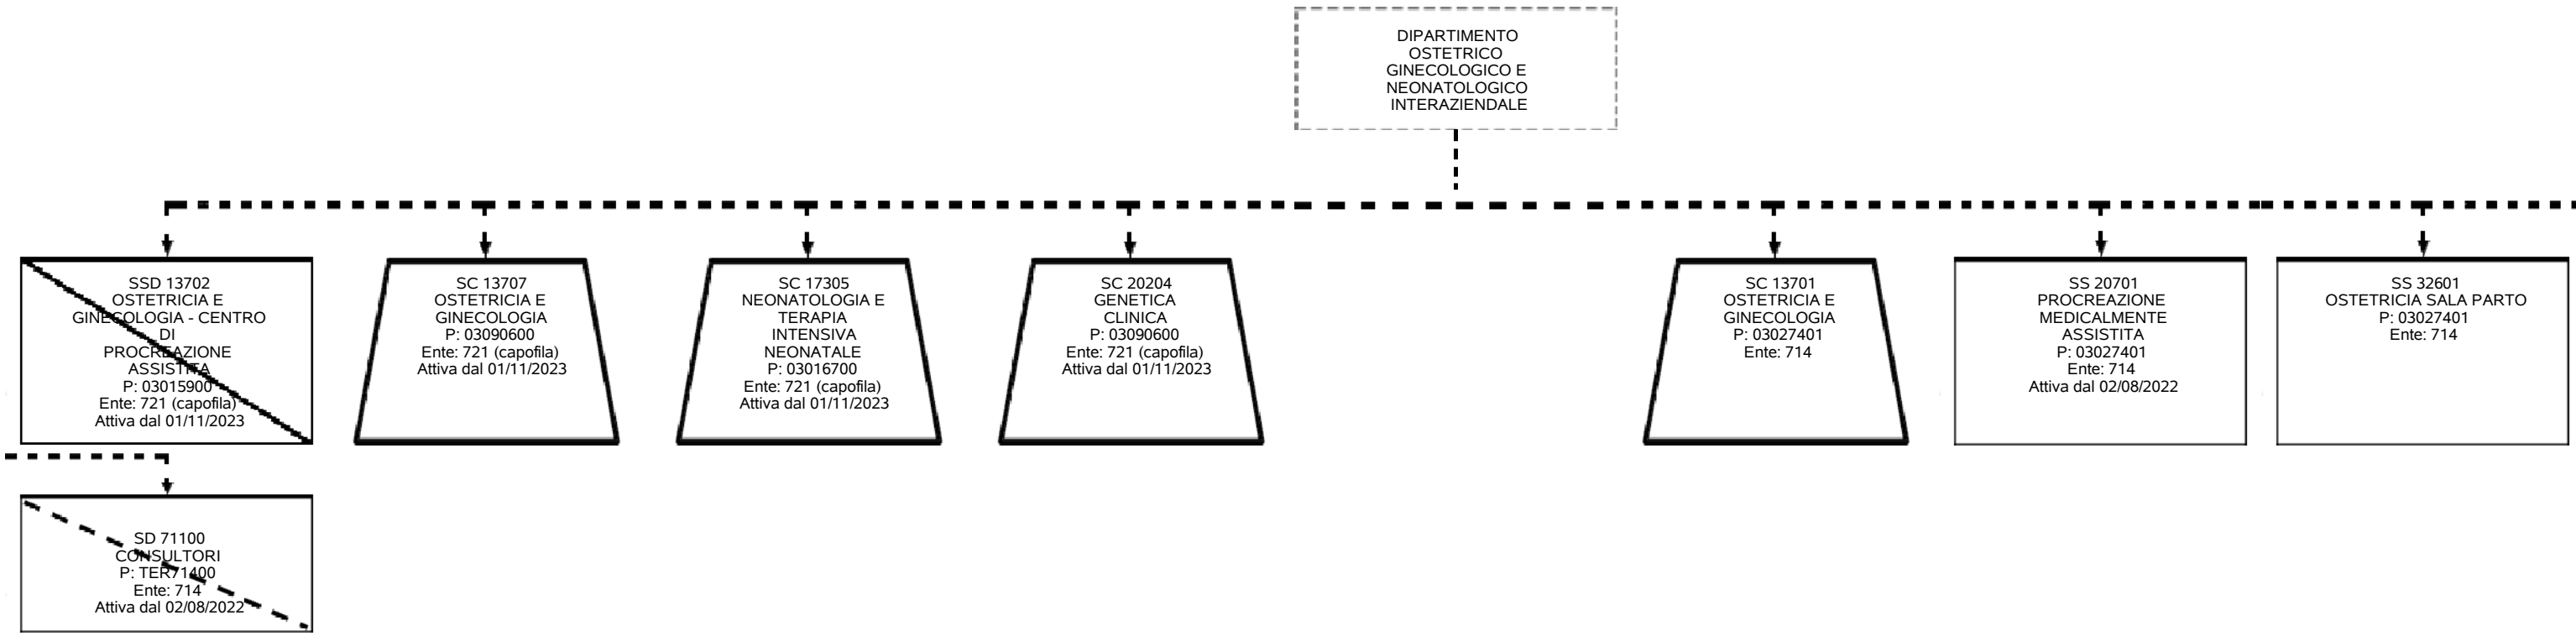 DIPARTIMENTO
OSTETRICO
GINECOLOGICO E
NEONATOLOGICO
INTERAZIENDALE
SSD 13702
OSTETRICIA E
GINECOLOGIA - CENTRO
DI
PROCREAZIONE
ASSISTITA
P: 03015900
Ente: 721 (capofila)
Attiva dal 01/11/2023
SC 13707
OSTETRICIA E
GINECOLOGIA
P: 03090600
Ente: 721 (capofila)
Attiva dal 01/11/2023
SC 17305
NEONATOLOGIA E
TERAPIA
INTENSIVA
NEONATALE
P: 03016700
Ente: 721 (capofila)
Attiva dal 01/11/2023
SC 20204
GENETICA
CLINICA
P: 03090600
Ente: 721 (capofila)
Attiva dal 01/11/2023
SC 13701
OSTETRICIA E
GINECOLOGIA
P: 03027401
Ente: 714
SS 20701
PROCREAZIONE
MEDICALMENTE
ASSISTITA
P: 03027401
Ente: 714
Attiva dal 02/08/2022
SS 32601
OSTETRICIA SALA PARTO
P: 03027401
Ente: 714
SD 71100
CONSULTORI
P: TER71400
Ente: 714
Attiva dal 02/08/2022